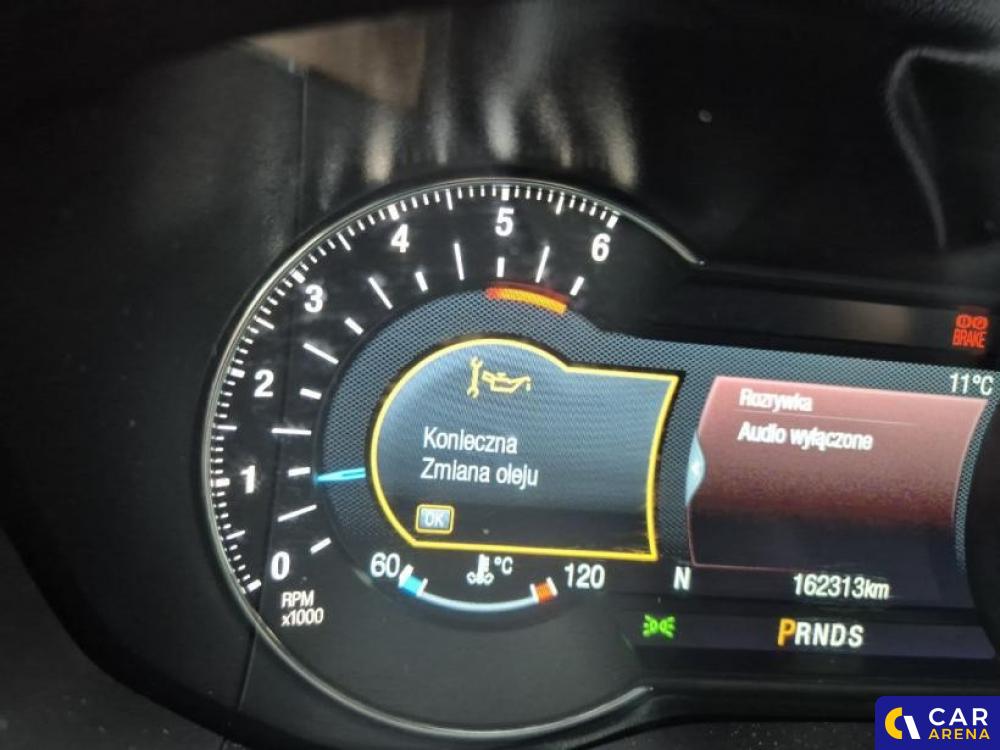 5
4
6
3
2
1
0
RPM
x1000
BRAKE
11°C
Rozrywka
Audio wyłączone
Konieczna
Zmiana oleju
OK
60
°C
120
N
162313km
PRNDS
CAR
ARENA